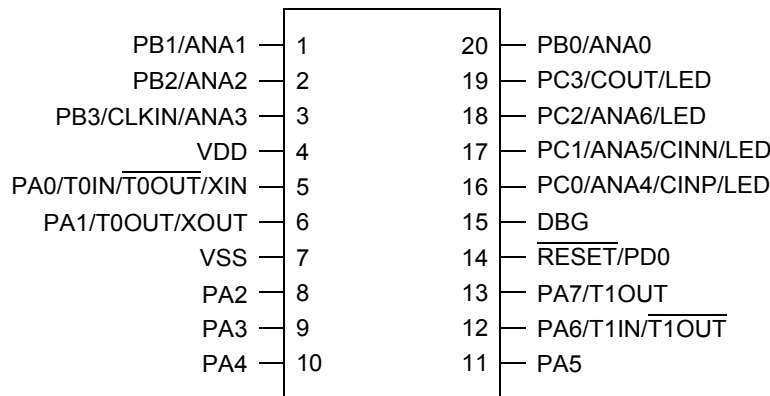 PB1/ANA1 1 20 PB0/ANA0
PB2/ANA2 2 19 PC3/COUT/LED
PB3/CLKIN/ANA3 3 18 PC2/ANA6/LED
VDD 4 17 PC1/ANA5/CINN/LED
PA0/T0IN/T0OUT/XIN 5 16 PC0/ANA4/CINP/LED
PA1/T0OUT/XOUT 6 15 DBG
VSS 7 14 RESET/PD0
PA2 8 13 PA7/T1OUT
PA3 9 12 PA6/T1IN/T1OUT
PA4 10 11 PA5